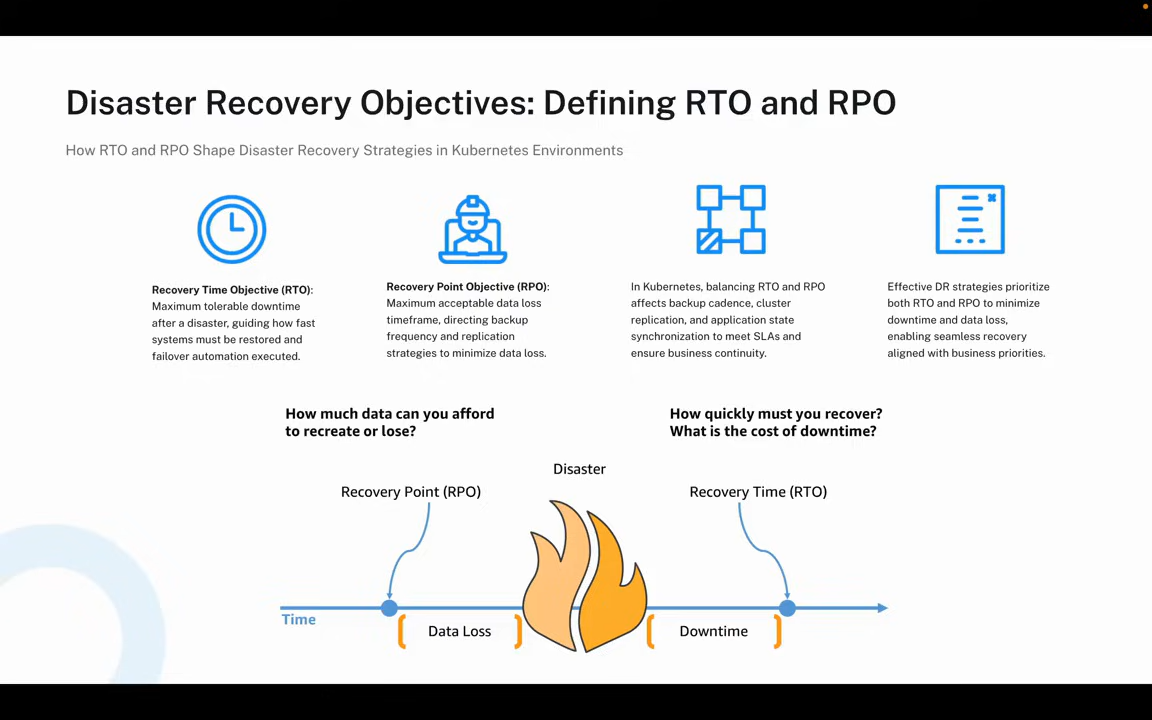 Disaster Recovery Objectives: Defining RTO and RPO
How RTO and RPO Shape Disaster Recovery Strategies in Kubernetes Environments
Recovery Time Objective (RTO):
Maximum tolerable downtime
after a disaster, guiding how fast
systems must be restored and
failover automation executed.
Recovery Point Objective (RPO):
Maximum acceptable data loss
timeframe, directing backup
frequency and replication
strategies to minimize data loss.
In Kubernetes, balancing RTO and RPO
affects backup cadence, cluster
replication, and application state
synchronization to meet SLAs and
ensure business continuity.
Effective DR strategies prioritize
both RTO and RPO to minimize
downtime and data loss,
enabling seamless recovery
aligned with business priorities.
How much data can you afford
to recreate or lose?
How quickly must you recover?
What is the cost of downtime?
Disaster
Recovery Point (RPO)
Recovery Time (RTO)
Time
Data Loss
Downtime